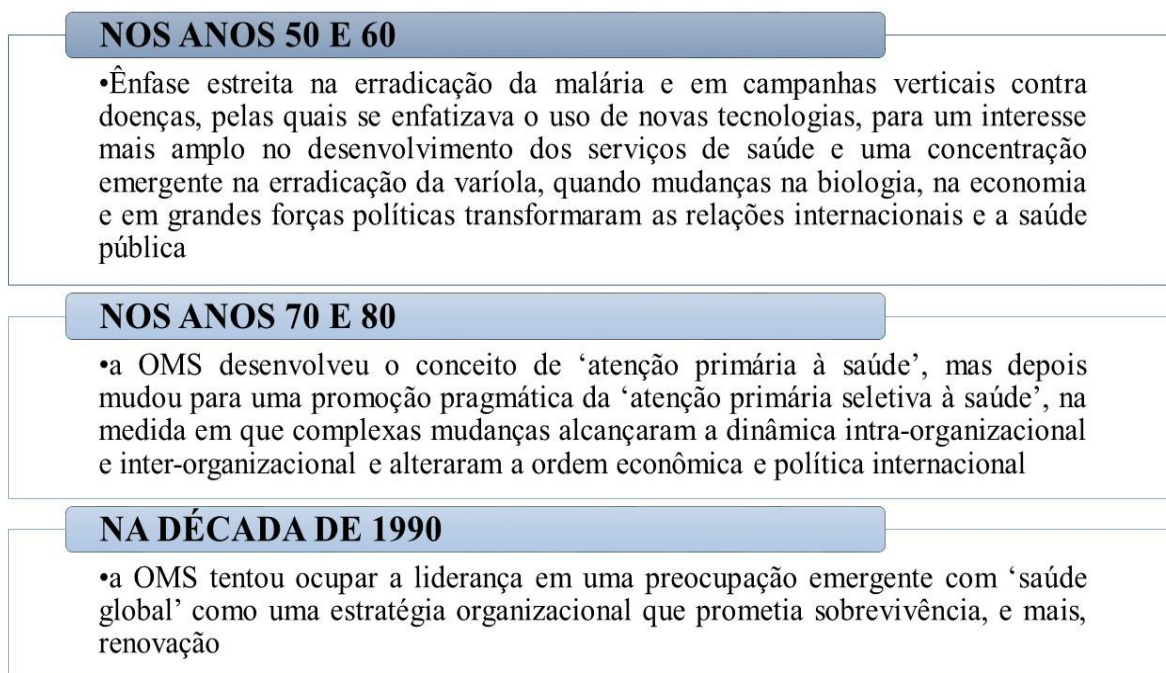 NOS ANOS 50 E 60
•Ênfase estreita na erradicação da malária e em campanhas verticais contra
doenças, pelas quais se enfatizava o uso de novas tecnologias, para um interesse
mais amplo no desenvolvimento dos serviços de saúde e uma concentração
emergente na erradicação da varíola, quando mudanças na biologia, na economia
e em grandes forças políticas transformaram as relações internacionais e a saúde
pública
NOS ANOS 70 E 80
•a OMS desenvolveu o conceito de ‘atenção primária à saúde’, mas depois
mudou para uma promoção pragmática da ‘atenção primária seletiva à saúde’, na
medida em que complexas mudanças alcançaram a dinâmica intra-organizacional
e inter-organizacional e alteraram a ordem econômica e política internacional
NA DÉCADA DE 1990
•a OMS tentou ocupar a liderança em uma preocupação emergente com ‘saúde
global’ como uma estratégia organizacional que prometia sobrevivência, e mais,
renovação